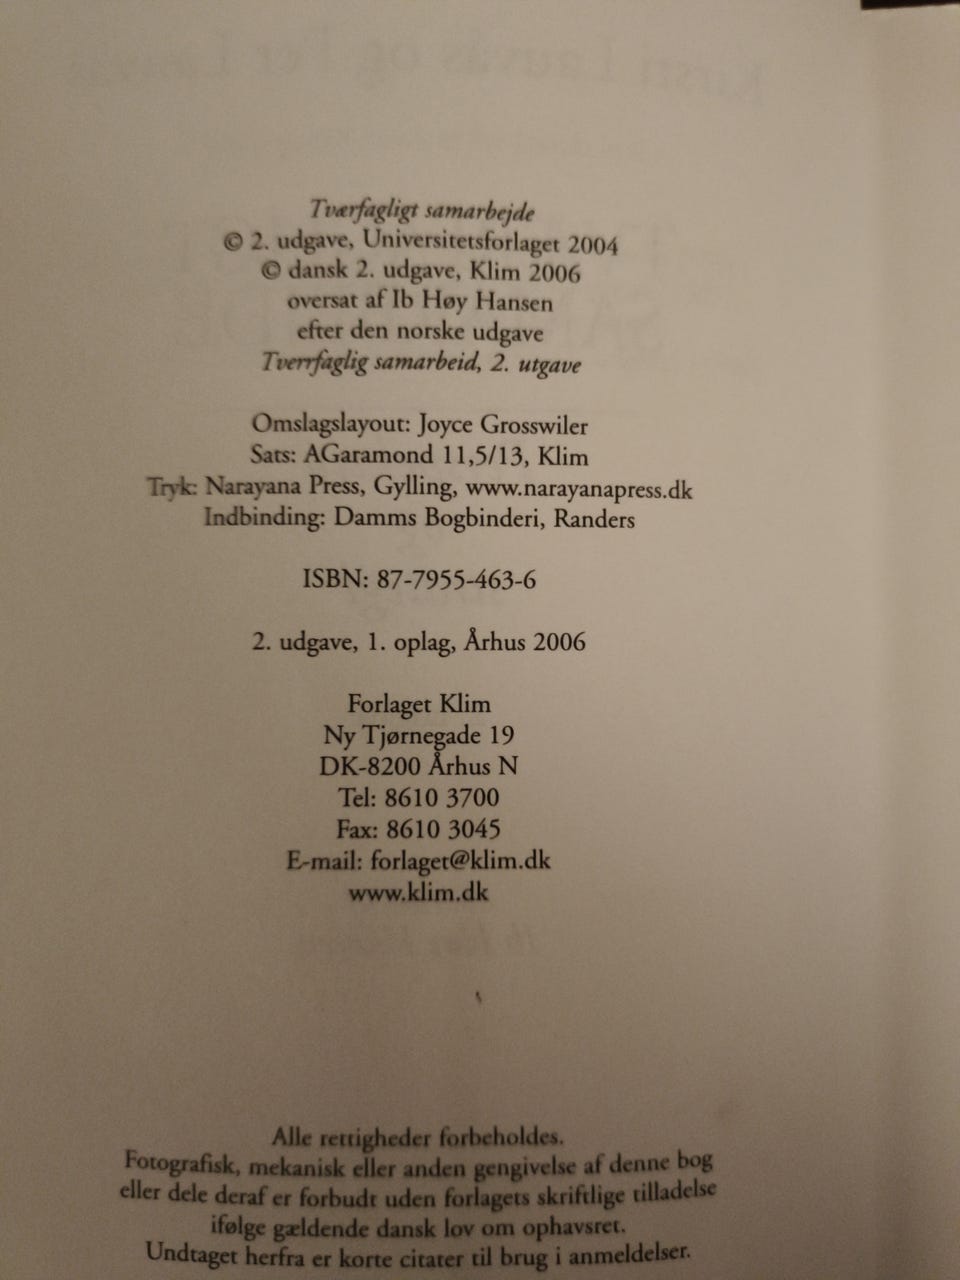 Tværfagligt samarbejde
© 2. udgave, Universitetsforlaget 2004
© dansk 2. udgave, Klim 2006
oversat af Ib Høy Hansen
efter den norske udgave
Tverrfaglig samarbeid, 2. utgave
Omslagslayout: Joyce Grosswiler
Sats: AGaramond 11,5/13, Klim
Tryk: Narayana Press, Gylling, www.narayanapress.dk
Indbinding: Damms Bogbinderi, Randers
ISBN: 87-7955-463-6
2. udgave, 1. oplag, Århus 2006
Forlaget Klim
Ny Tjørnegade 19
DK-8200 Århus N
Tel: 8610 3700
Fax: 8610 3045
E-mail: forlaget@klim.dk
www.klim.dk
Alle rettigheder forbeholdes.
Fotografisk, mekanisk eller anden gengivelse af denne bog
eller dele deraf er forbudt uden forlagets skriftlige tilladelse
ifølge gældende dansk lov om ophavsret.
Undtaget herfra er korte citater til brug i anmeldelser.